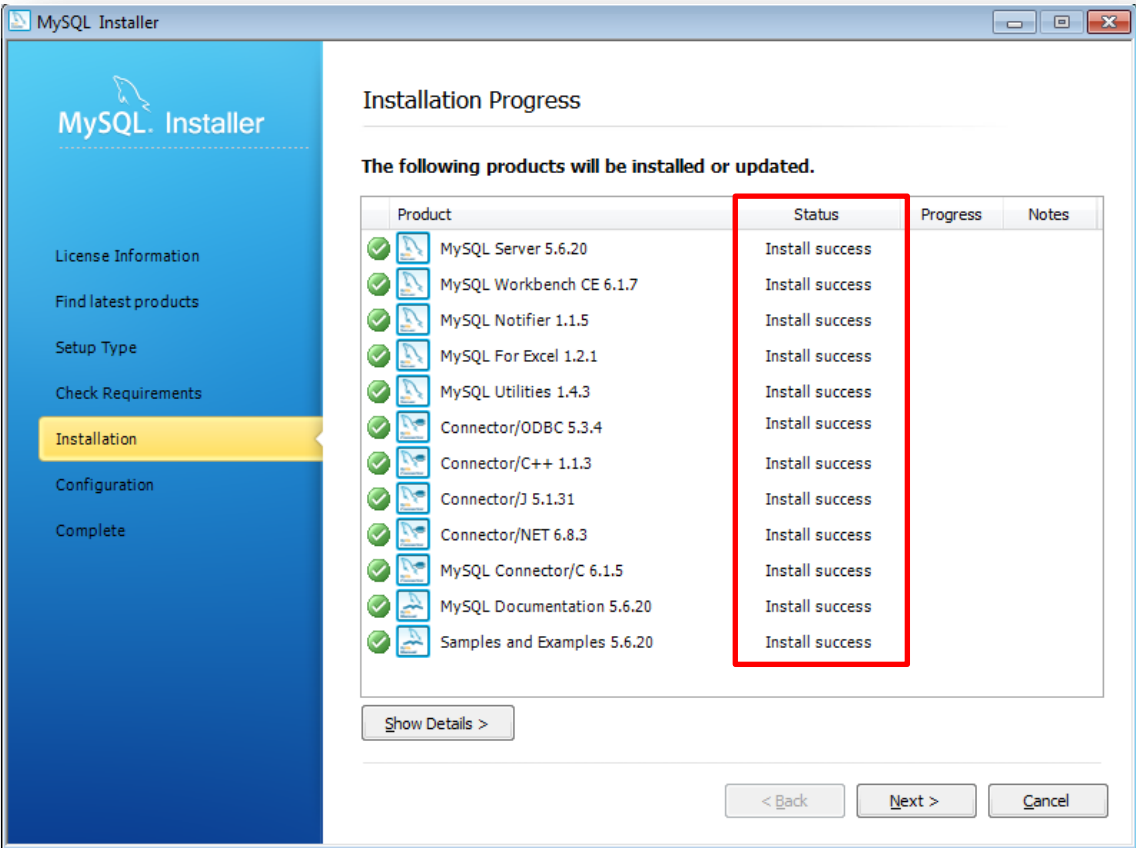 MySQL Installer
MySQL. Installer
License Information
Find latest products
Setup Type
Check Requirements
Installation
Configuration
Complete
Installation Progress
The following products will be installed or updated.
Product Status Progress Notes
MySQL Server 5.6.20 Install success
MySQL Workbench CE 6.1.7 Install success
MySQL Notifier 1.1.5 Install success
MySQL For Excel 1.2.1 Install success
MySQL Utilities 1.4.3 Install success
Connector/ODBC 5.3.4 Install success
Connector/C++ 1.1.3 Install success
Connector/J 5.1.31 Install success
Connector/NET 6.8.3 Install success
MySQL Connector/C 6.1.5 Install success
MySQL Documentation 5.6.20 Install success
Samples and Examples 5.6.20 Install success
Show Details >
< Back Next > Cancel